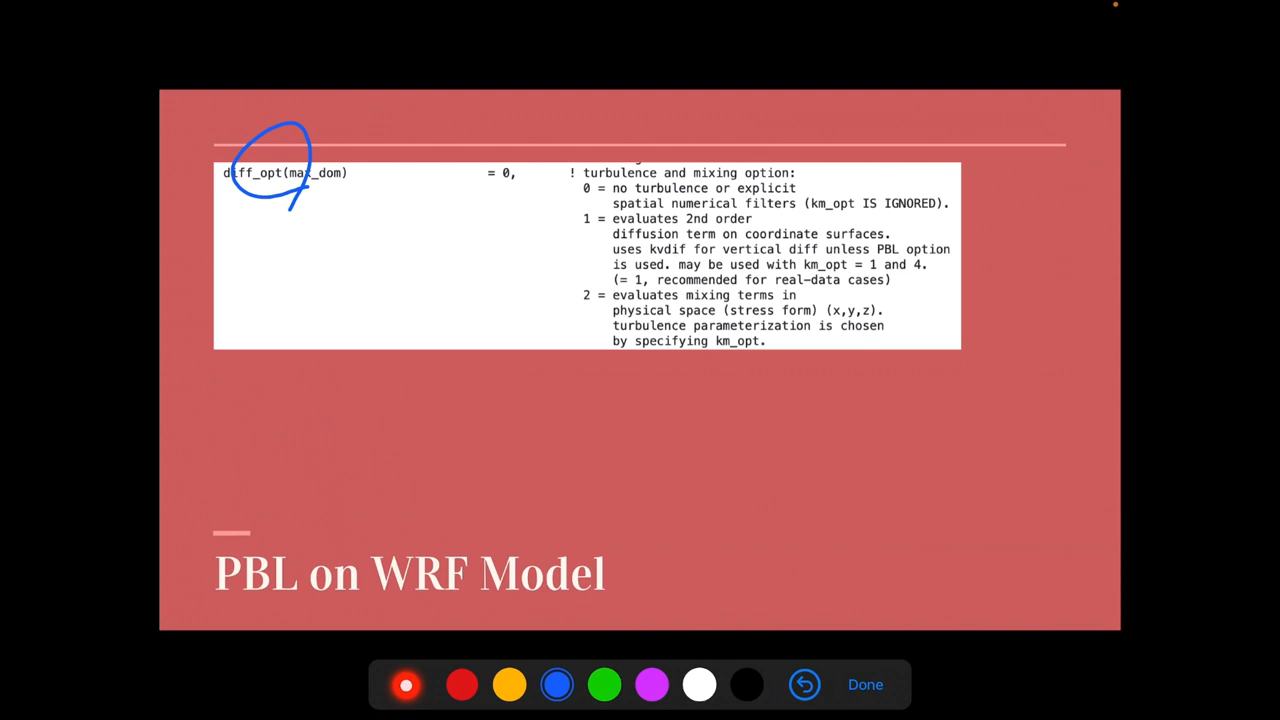 diff_opt(max_dom) = 0, ! turbulence and mixing option:
0 = no turbulence or explicit
spatial numerical filters (km_opt IS IGNORED).
1 = evaluates 2nd order
diffusion term on coordinate surfaces.
uses kvdif for vertical diff unless PBL option
is used. may be used with km_opt = 1 and 4.
(= 1, recommended for real-data cases)
2 = evaluates mixing terms in
physical space (stress form) (x,y,z).
turbulence parameterization is chosen
by specifying km_opt.
PBL on WRF Model
Done